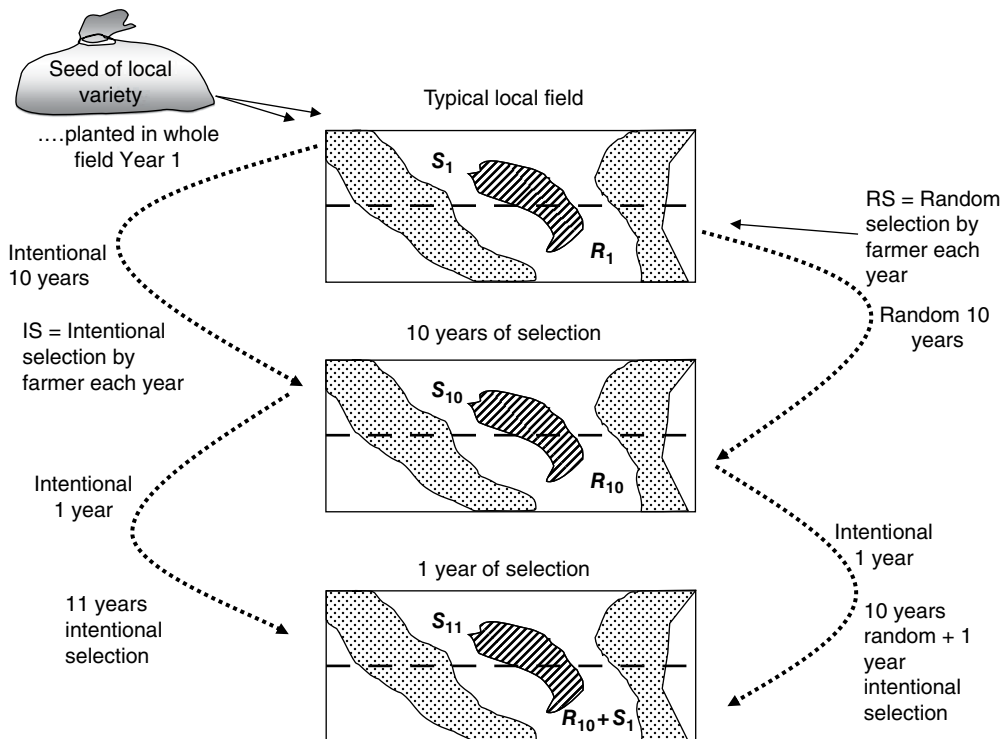 Seed of local
variety
....planted in whole
field Year 1
Typical local field
S1
R1
RS = Random
selection by
farmer each
year
Intentional
10 years
Random 10
years
IS = Intentional
selection by
farmer each year
10 years of selection
S10
R10
Intentional
1 year
Intentional
1 year
1 year of selection
S11
R10 + S1
11 years
intentional
selection
10 years
random + 1
year
intentional
selection